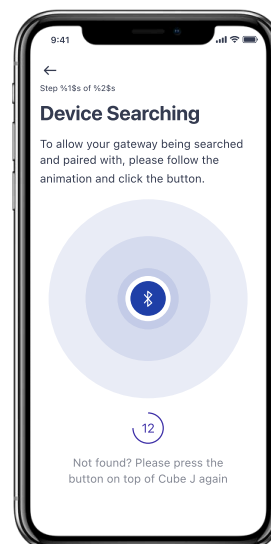 9:41
Step %1$s of %2$s
Device Searching
To allow your gateway being searched
and paired with, please follow the
animation and click the button.
12
Not found? Please press the
button on top of Cube J again